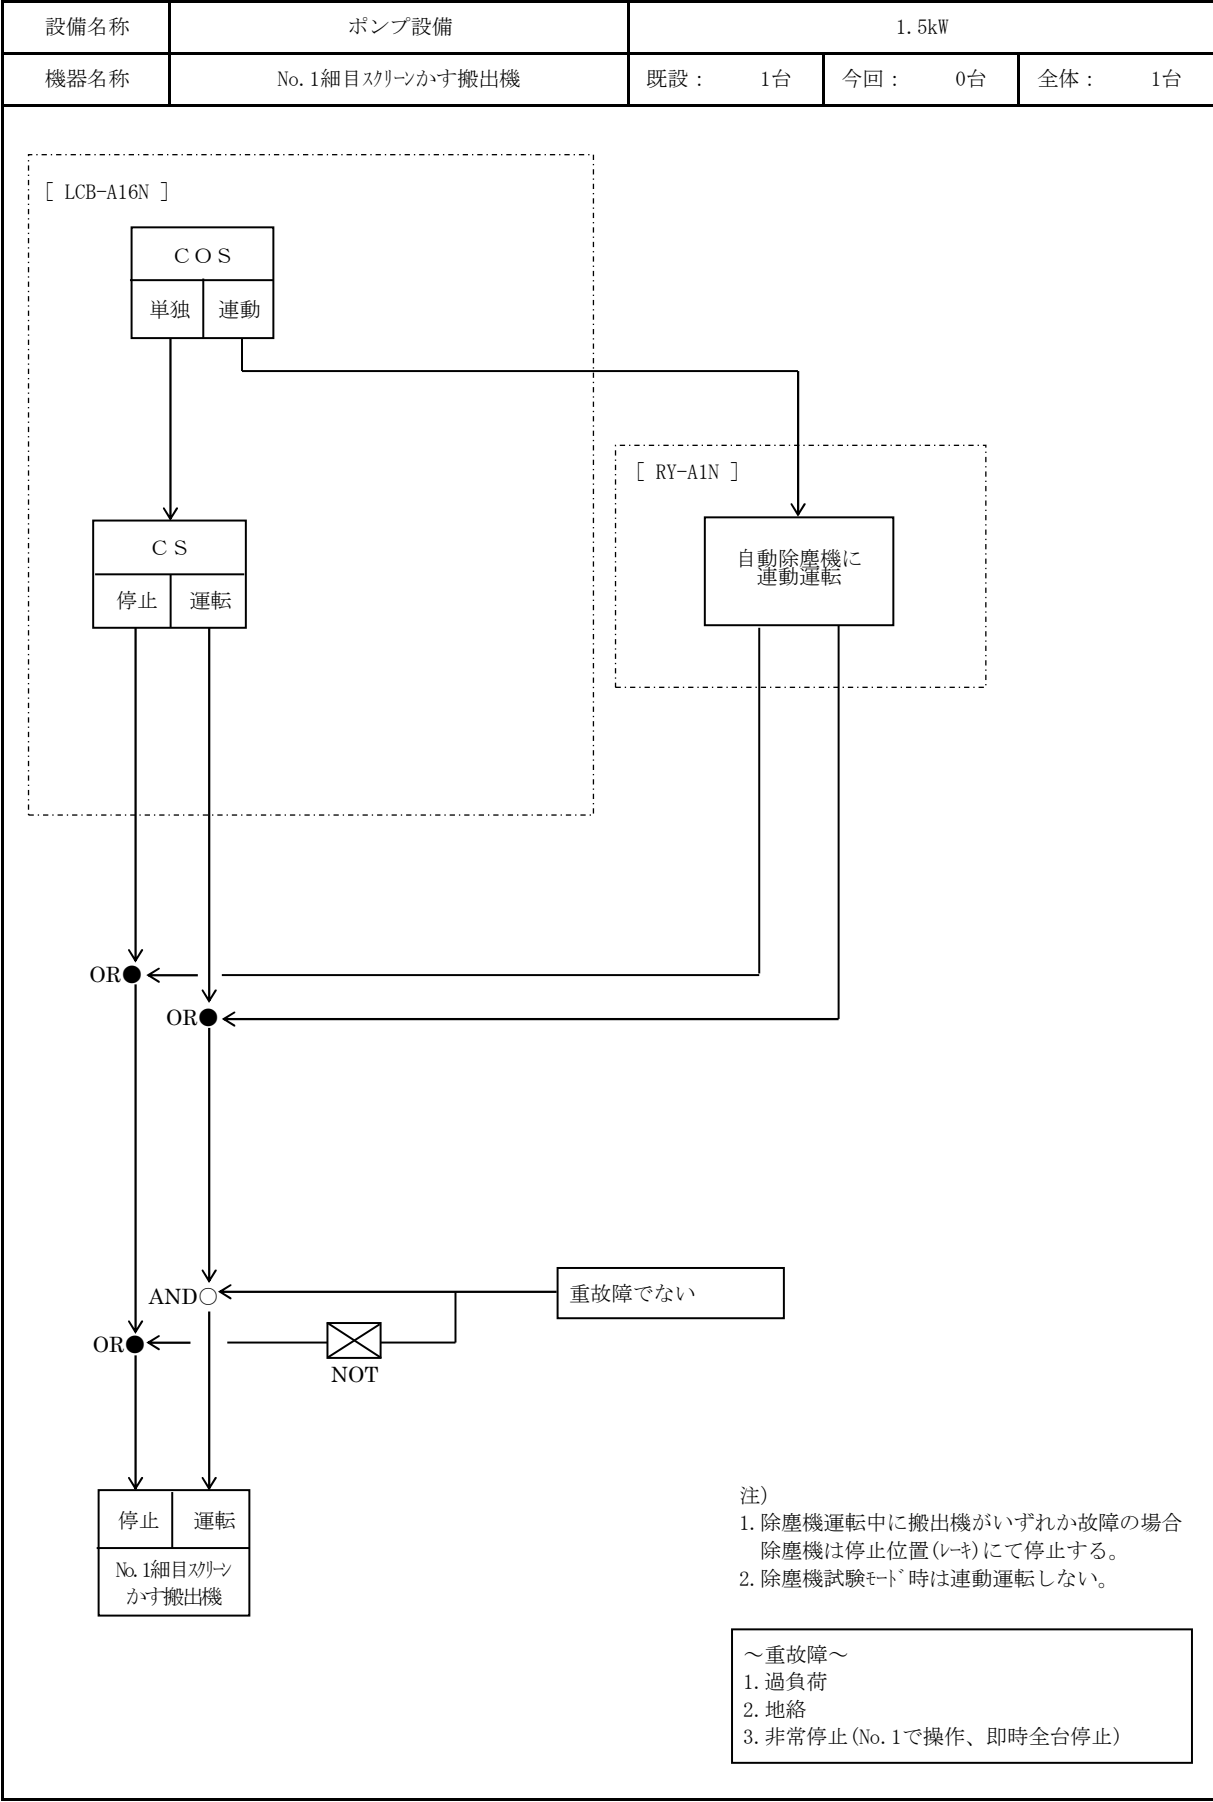 設備名称 ポンプ設備 1.5kW
機器名称 No.1細目ｽｸﾘｰﾝかす搬出機 既設： 1台 今回： 0台 全体： 1台
[ LCB-A16N ]
ＣＯＳ
単独 連動
[ RY-A1N ]
ＣＳ
停止 運転
自動除塵機に
連動運転
OR
OR
AND
重故障でない
OR
NOT
停止 運転
No.1細目ｽｸﾘｰﾝ
かす搬出機
注)
1.除塵機運転中に搬出機がいずれか故障の場合
除塵機は停止位置(ﾚｰｷ)にて停止する。
2.除塵機試験ﾓｰﾄﾞ時は連動運転しない。
～重故障～
1.過負荷
2.地絡
3.非常停止(No.1で操作、即時全台停止)